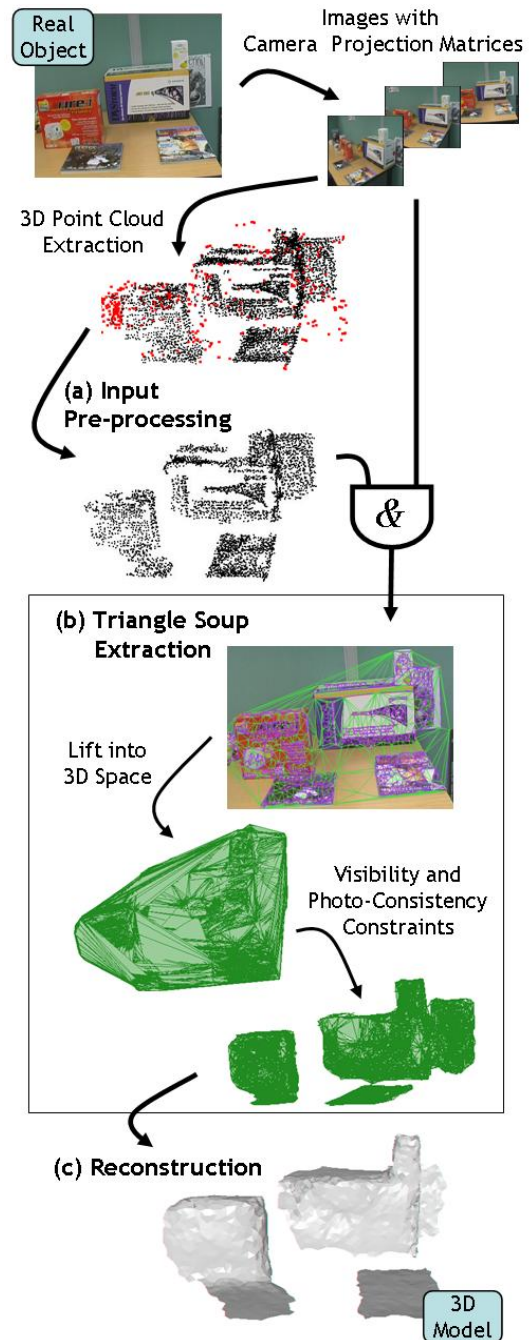 Real
Object
Images with
Camera Projection Matrices
3D Point Cloud
Extraction
(a) Input
Pre-processing
&
(b) Triangle Soup
Extraction
Lift into
3D Space
Visibility and
Photo-Consistency
Constraints
(c) Reconstruction
3D
Model